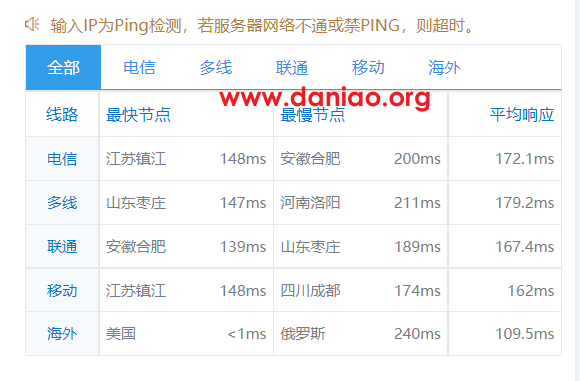 输入IP为Ping检测，若服务器网络不通或禁PING，则超时。
全部 电信 多线 联通 移动 海外
www.daniao.org
线路 最快节点 最慢节点 平均响应
电信 江苏镇江 148ms 安徽合肥 200ms 172.1ms
多线 山东枣庄 147ms 河南洛阳 211ms 179.2ms
联通 安徽合肥 139ms 山东枣庄 189ms 167.4ms
移动 江苏镇江 148ms 四川成都 174ms 162ms
海外 美国 <1ms 俄罗斯 240ms 109.5ms